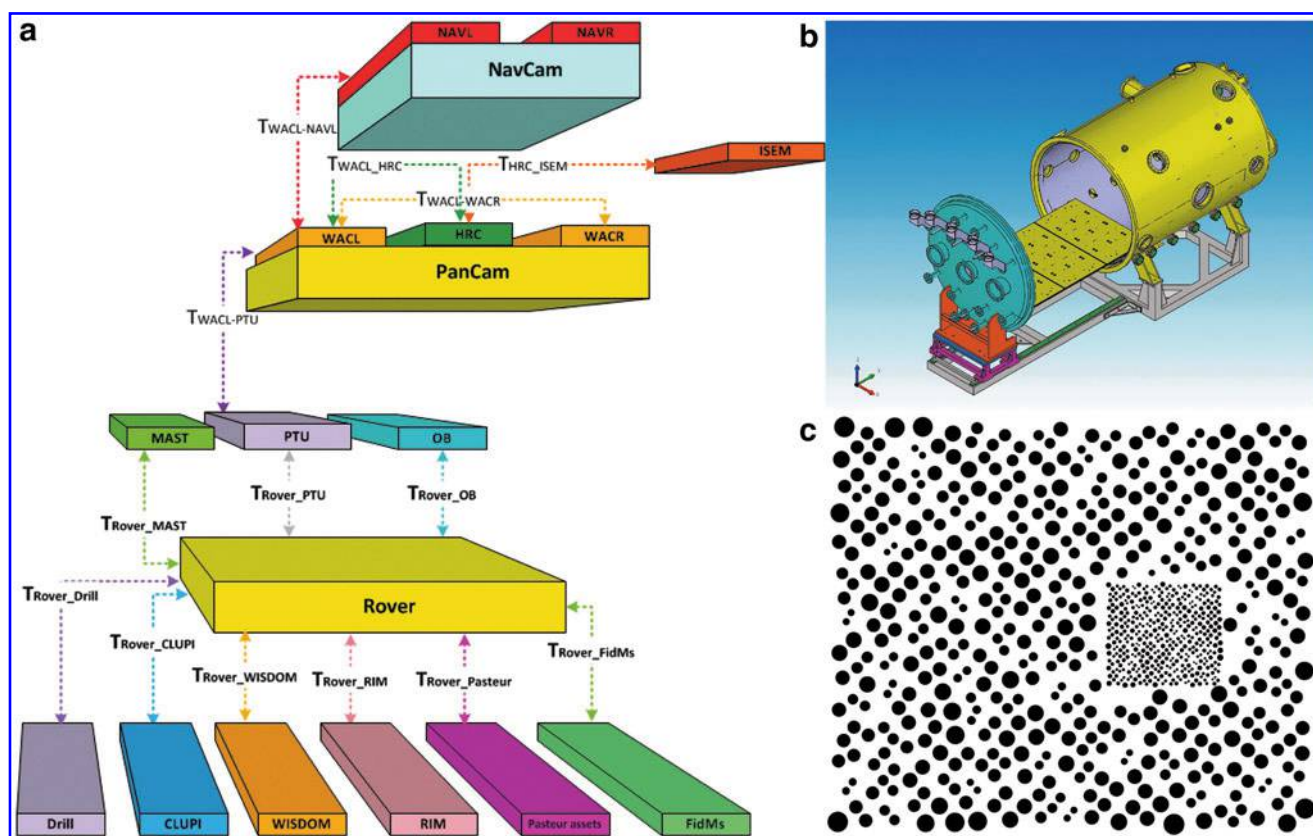 a
NAVL
NAVR
NavCam
TWACL-NAVL
TWACL_HRC
THRC_ISEM
ISEM
TWACL-WACR
WACL
HRC
WACR
PanCam
TWACL-PTU
MAST
PTU
OB
TRover_PTU
TRover_OB
TRover_MAST
TRover_Drill
Rover
TRover_CLUPI
TRover_WISDOM
TRover_RIM
TRover_Pasteur
TRover_FidMs
Drill
CLUPI
WISDOM
RIM
Pasteur assets
FidMs
b
c